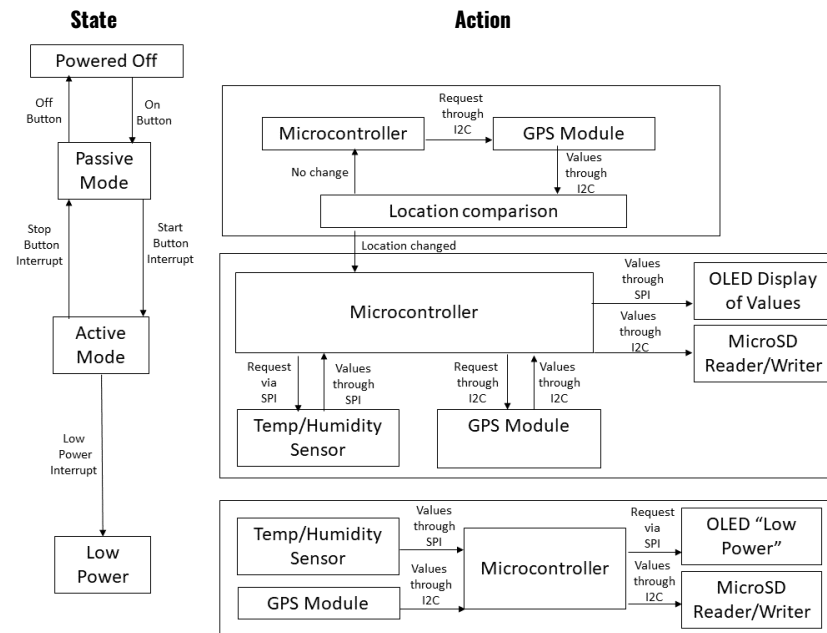 State
Action
Powered Off
Off
Button
On
Button
Passive
Mode
Stop
Button
Interrupt
Start
Button
Interrupt
Active
Mode
Low
Power
Interrupt
Low
Power
Microcontroller
Request
through
I2C
GPS Module
No change
Values
through
I2C
Location comparison
Location changed
Microcontroller
Values
through
SPI
OLED Display
of Values
Values
through
I2C
MicroSD
Reader/Writer
Request
via
SPI
Values
through
SPI
Request
through
I2C
Values
through
I2C
Temp/Humidity
Sensor
GPS Module
Temp/Humidity
Sensor
Values
through
SPI
GPS Module
Values
through
I2C
Microcontroller
Request
via
SPI
OLED “Low
Power”
Values
through
I2C
MicroSD
Reader/Writer